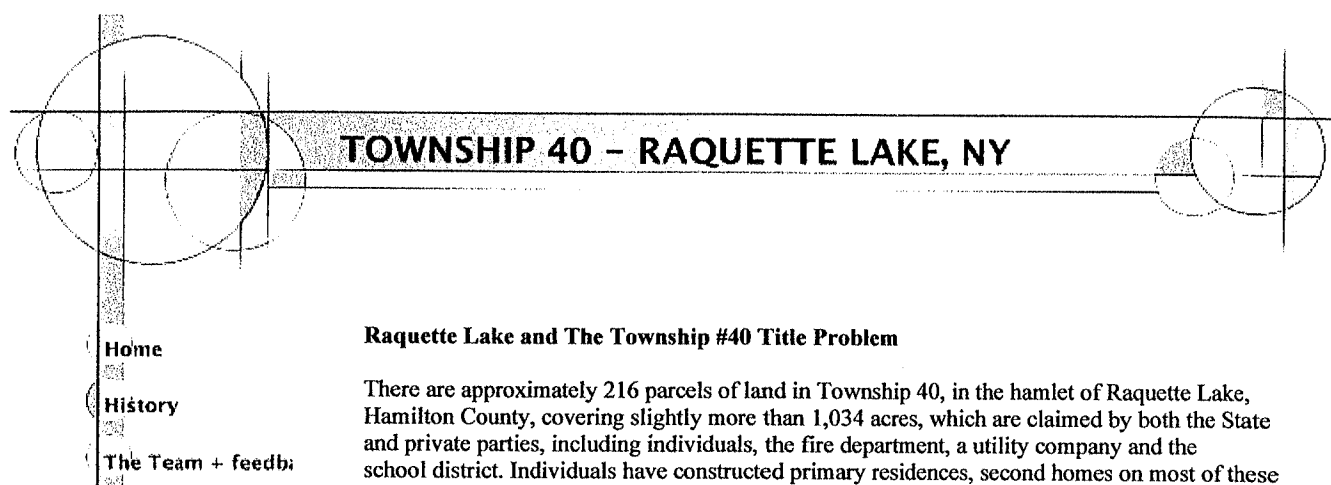 TOWNSHIP 40 – RAQUETTE LAKE, NY
Home
History
The Team + feedb
Raquette Lake and The Township #40 Title Problem
There are approximately 216 parcels of land in Township 40, in the hamlet of Raquette Lake,
Hamilton County, covering slightly more than 1,034 acres, which are claimed by both the State
and private parties, including individuals, the fire department, a utility company and the
school district. Individuals have constructed primary residences, second homes on most of these